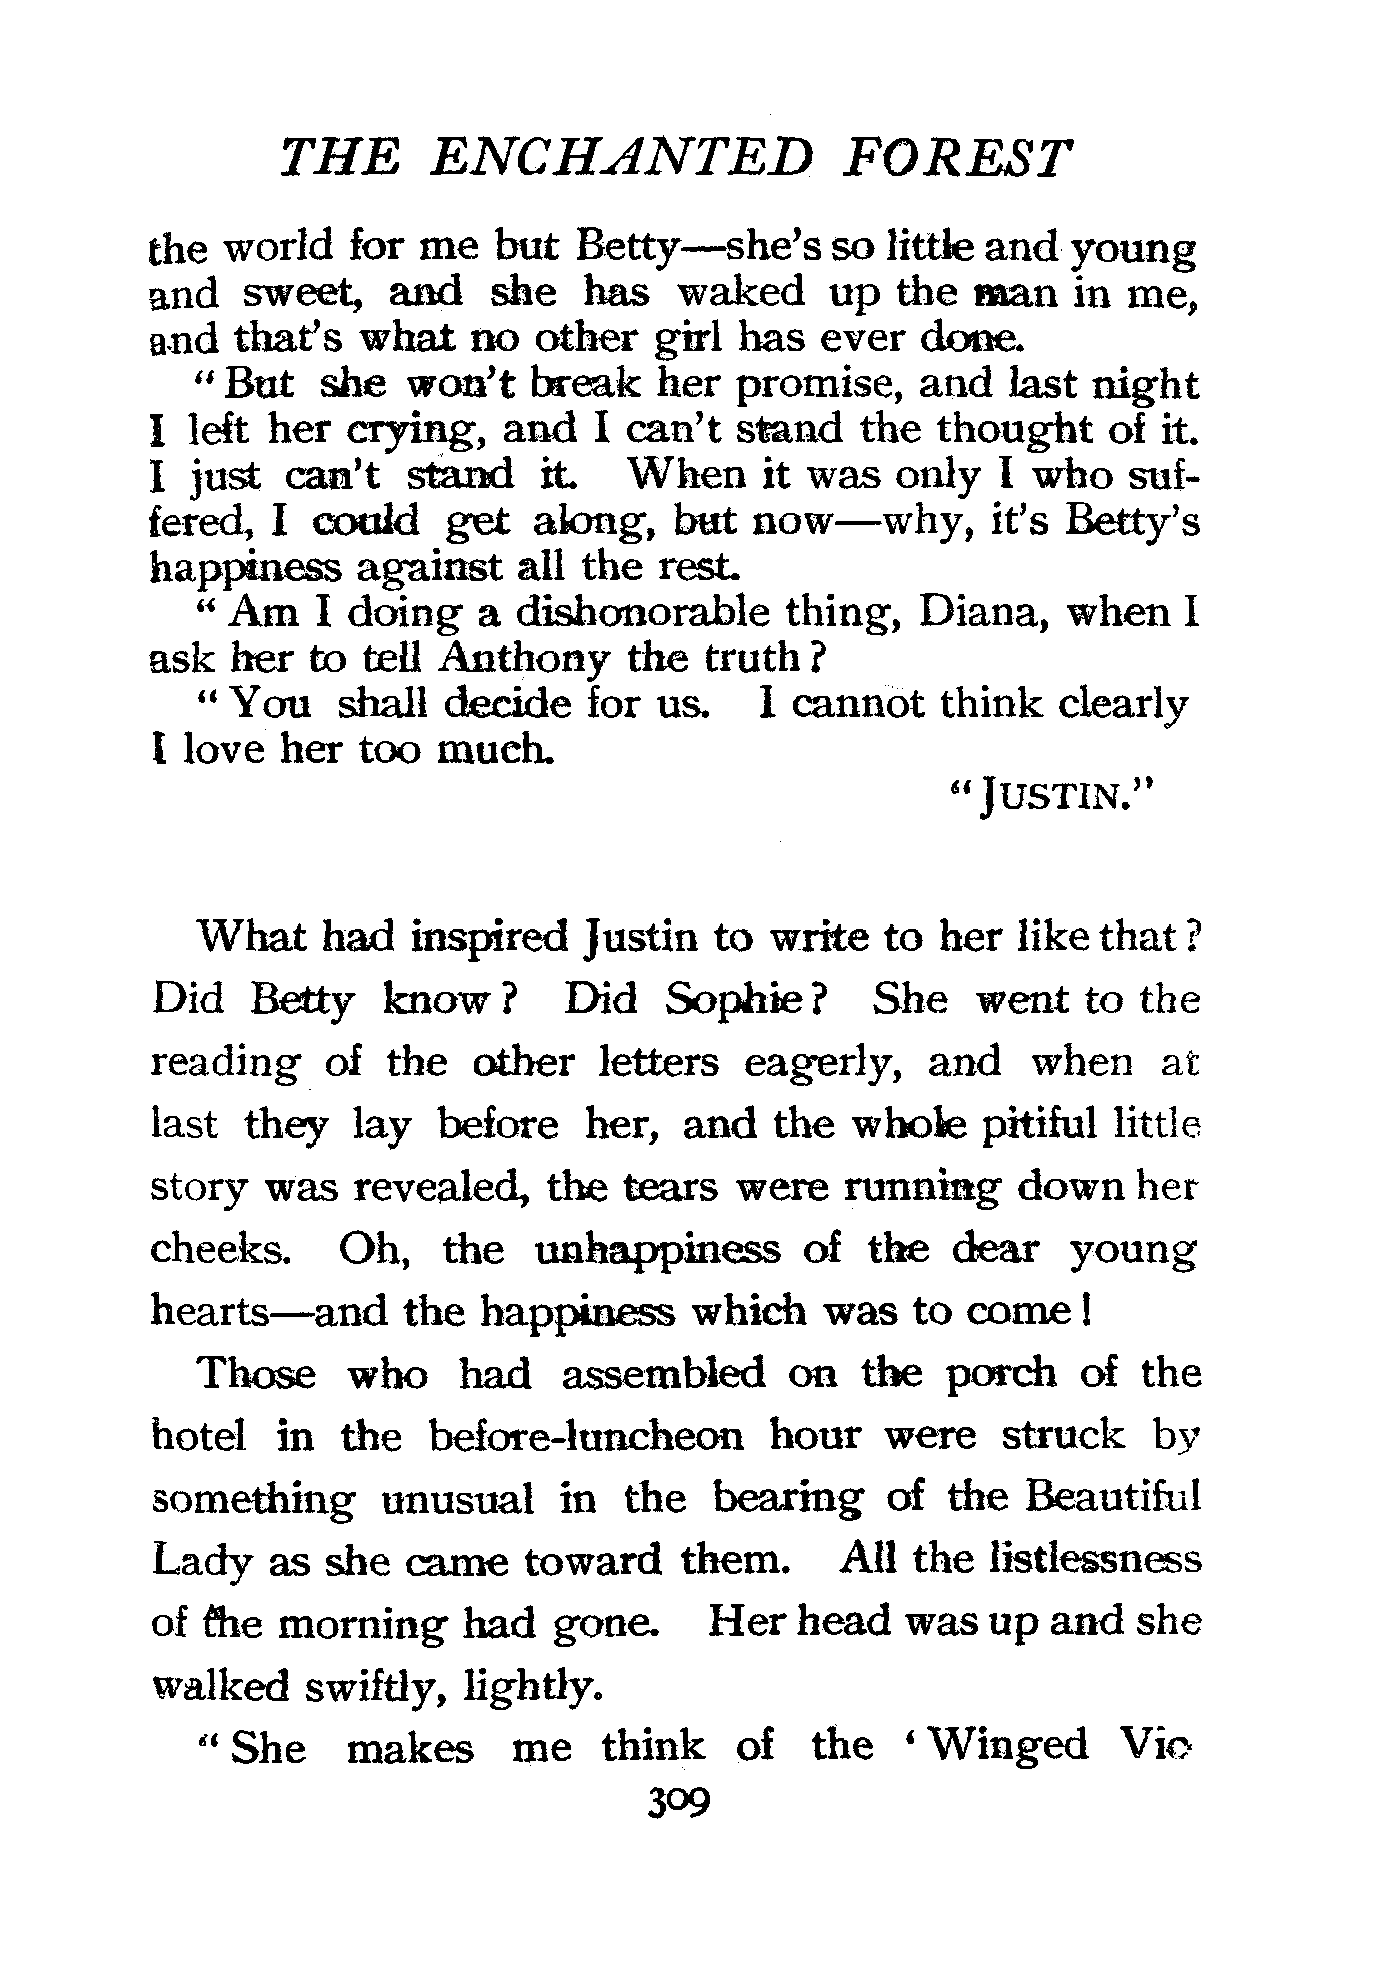 THE ENCHANTED FOREST
the world for me but Betty—she's so little and young
and sweet, and she has waked up the man in me,
and that's what no other girl has ever done.
"But she won't break her promise, and last night
I left her crying, and I can't stand the thought of it.
I just can't stand it. When it was only I who suf-
fered, I could get along, but now—why, it's Betty's
happiness against all the rest.
"Am I doing a dishonorable thing, Diana, when I
ask her to tell Anthony the truth?
"You shall decide for us. I cannot think clearly
I love her too much.
"JUSTIN."
What had inspired Justin to write to her like that?
Did Betty know? Did Sophie? She went to the
reading of the other letters eagerly, and when at
last they lay before her, and the whole pitiful little
story was revealed, the tears were running down her
cheeks. Oh, the unhappiness of the dear young
hearts—and the happiness which was to come!
Those who had assembled on the porch of the
hotel in the before-luncheon hour were struck by
something unusual in the bearing of the Beautiful
Lady as she came toward them. All the listlessness
of the morning had gone. Her head was up and she
walked swiftly, lightly.
"She makes me think of the 'Winged Vic
309